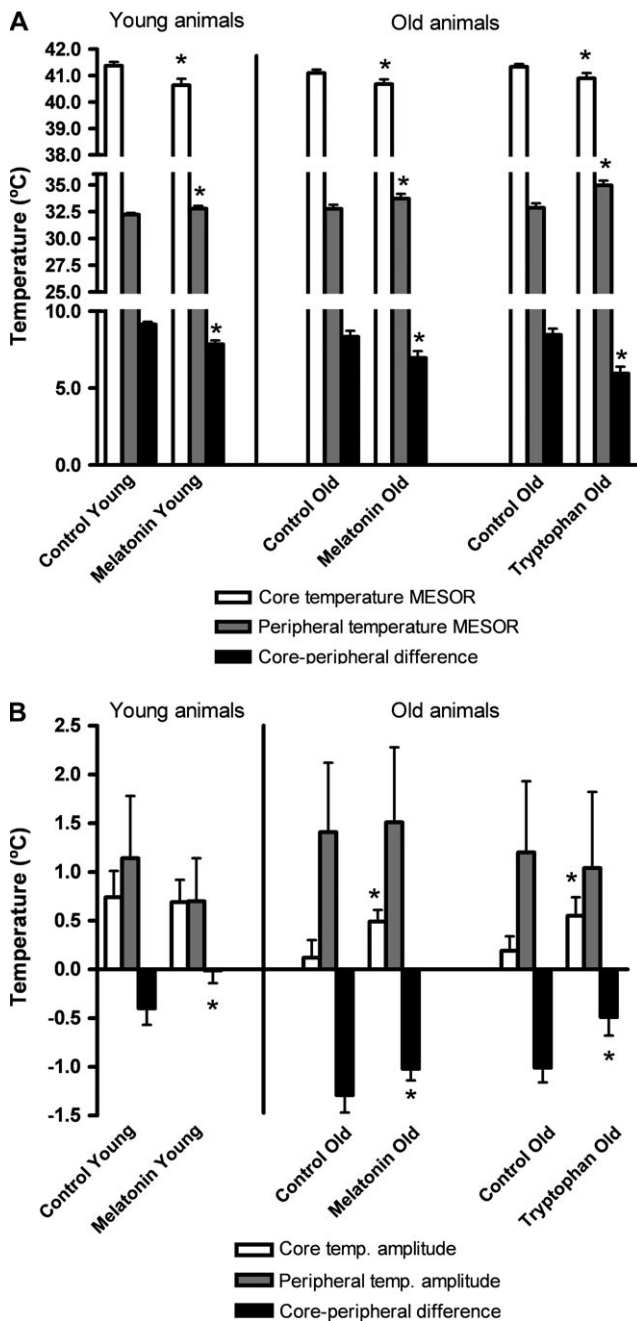 A
Young animals Old animals
Temperature (ºC)
42.0
41.0
40.0
39.0
38.0
35.0
32.5
30.0
27.5
25.0
10.0
5.0
0.0
* * *
* * *
* * *
Control Young
Melatonin Young
Control Old
Melatonin Old
Control Old
Tryptophan Old
Core temperature MESOR
Peripheral temperature MESOR
Core-peripheral difference
B
Young animals Old animals
Temperature (ºC)
2.5
2.0
1.5
1.0
0.5
0.0
-0.5
-1.0
-1.5
* *
* * *
Control Young
Melatonin Young
Control Old
Melatonin Old
Control Old
Tryptophan Old
Core temp. amplitude
Peripheral temp. amplitude
Core-peripheral difference